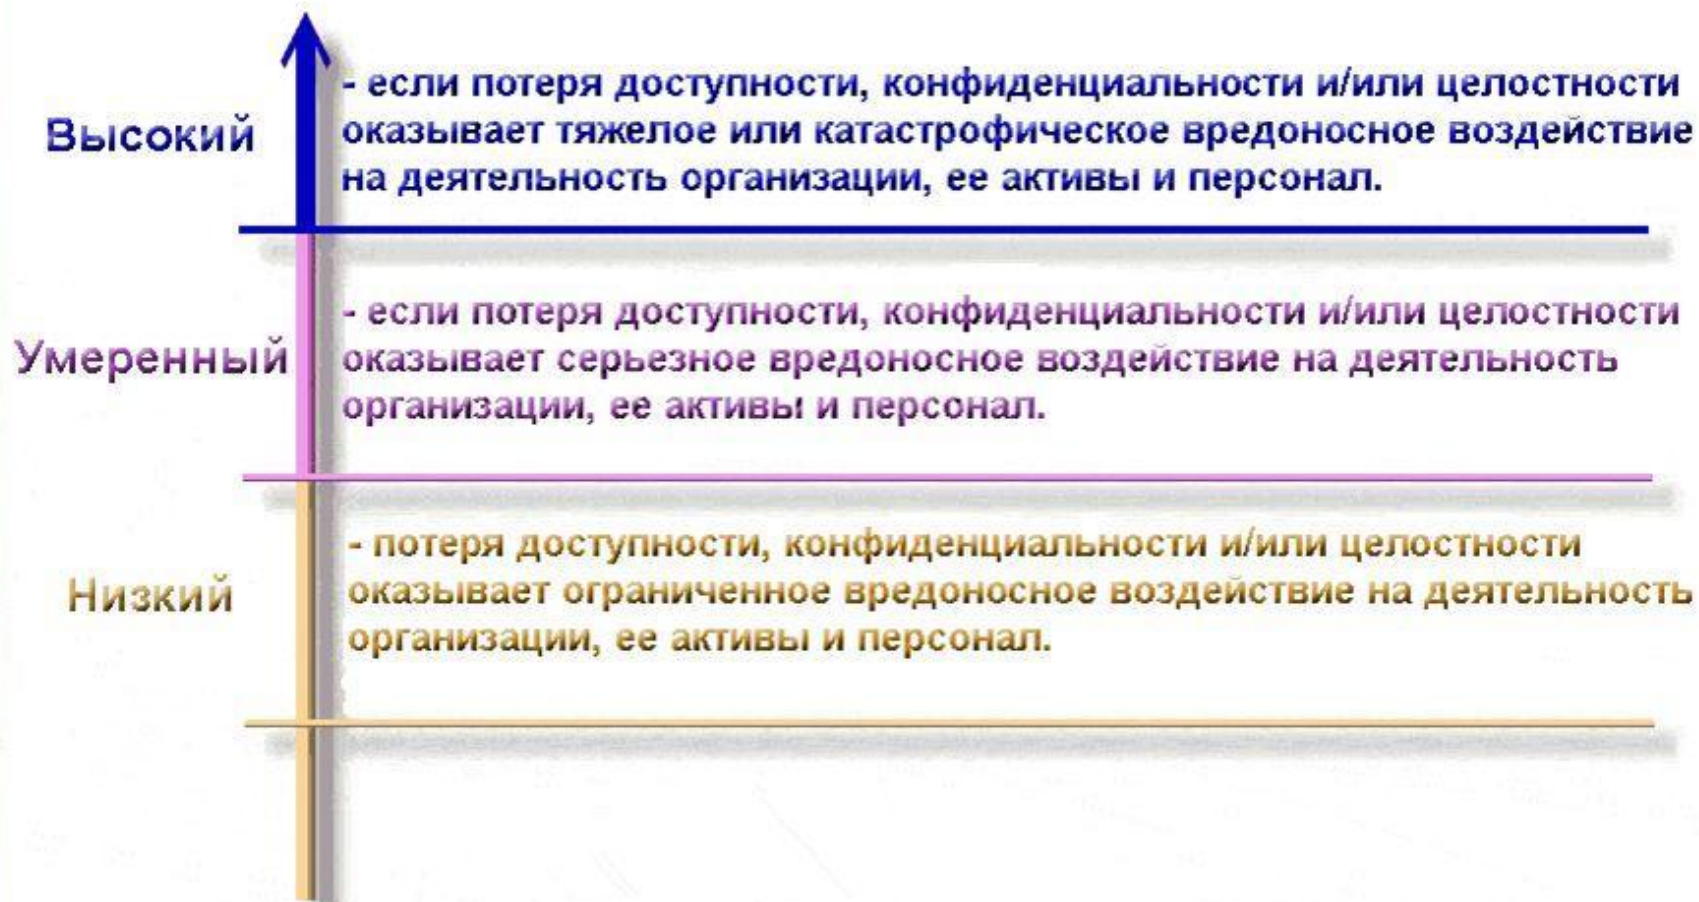 Высокий
- если потеря доступности, конфиденциальности и/или целостности
оказывает тяжелое или катастрофическое вредоносное воздействие
на деятельность организации, ее активы и персонал.
Умеренный
- если потеря доступности, конфиденциальности и/или целостности
оказывает серьезное вредоносное воздействие на деятельность
организации, ее активы и персонал.
Низкий
- потеря доступности, конфиденциальности и/или целостности
оказывает ограниченное вредоносное воздействие на деятельность
организации, ее активы и персонал.